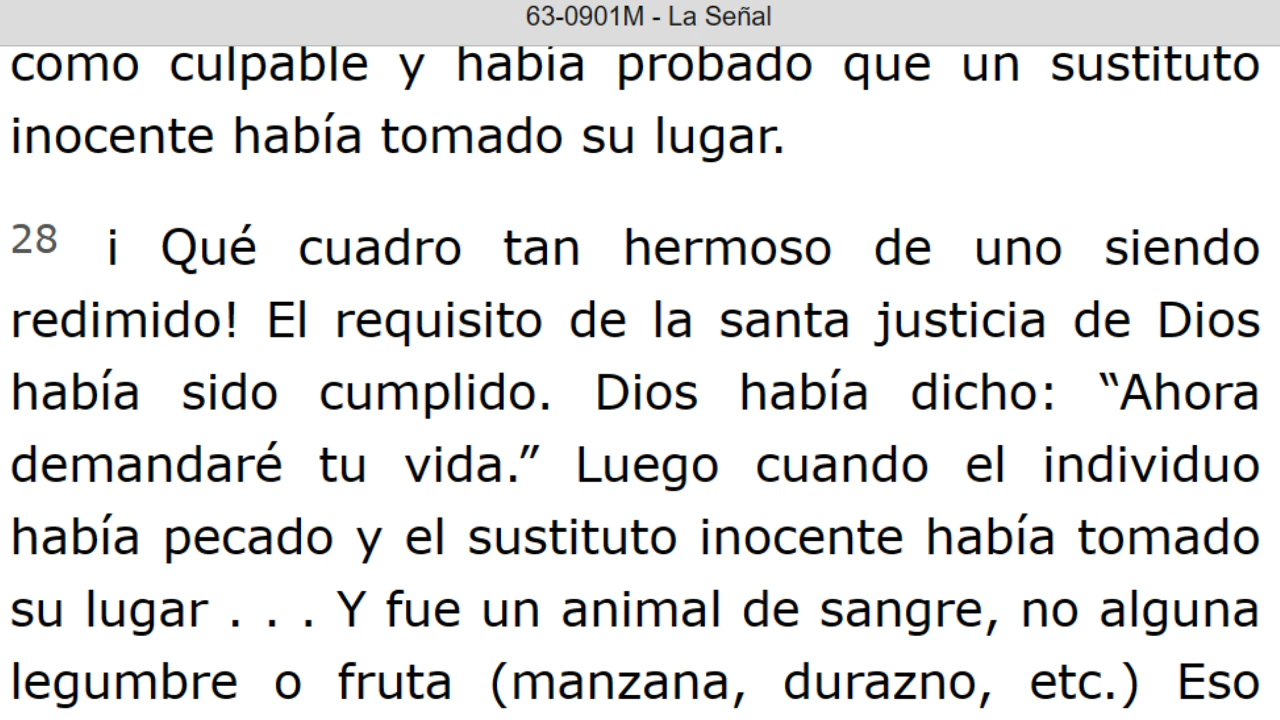 63-0901M - La Señal
como culpable y había probado que un sustituto
inocente había tomado su lugar.
28 i Qué cuadro tan hermoso de uno siendo
redimido! El requisito de la santa justicia de Dios
había sido cumplido. Dios había dicho: “Ahora
demandaré tu vida.” Luego cuando el individuo
había pecado y el sustituto inocente había tomado
su lugar . . . Y fue un animal de sangre, no alguna
legumbre o fruta (manzana, durazno, etc.) Eso